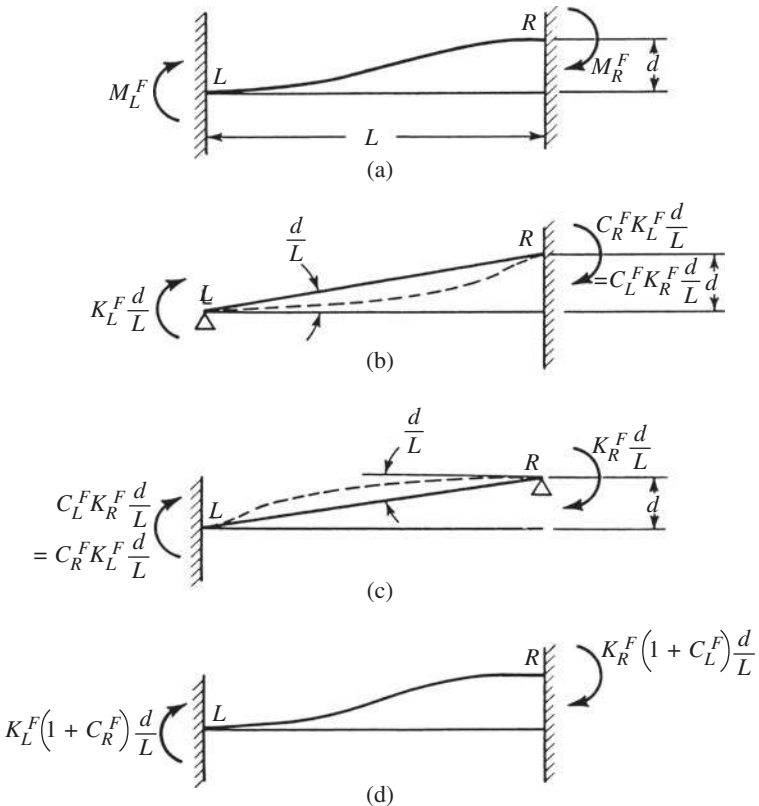 R
L
M_L^F
M_R^F
d
L
(a)
d/L
R
C_R^F K_L^F d/L
= C_L^F K_R^F d/L
d
L
K_L^F d/L
(b)
d/L
R
K_R^F d/L
d
L
C_L^F K_R^F d/L
= C_R^F K_L^F d/L
(c)
R
K_R^F(1 + C_L^F) d/L
L
K_L^F(1 + C_R^F) d/L
(d)